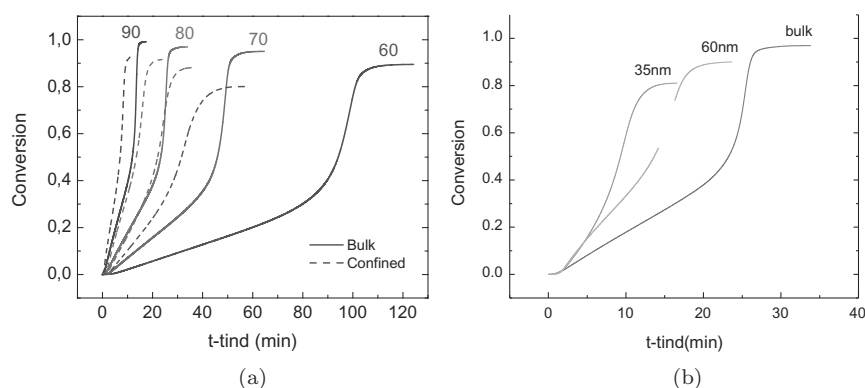 90 80 70 60
1,0
0,8
0,6
0,4
0,2
0,0
Conversion
Bulk
Confined
0 20 40 60 80 100 120
t-tind (min)
(a)
bulk
60nm
35nm
1.0
0.8
0.6
0.4
0.2
0.0
Conversion
0 10 20 30 40
t-tind(min)
(b)